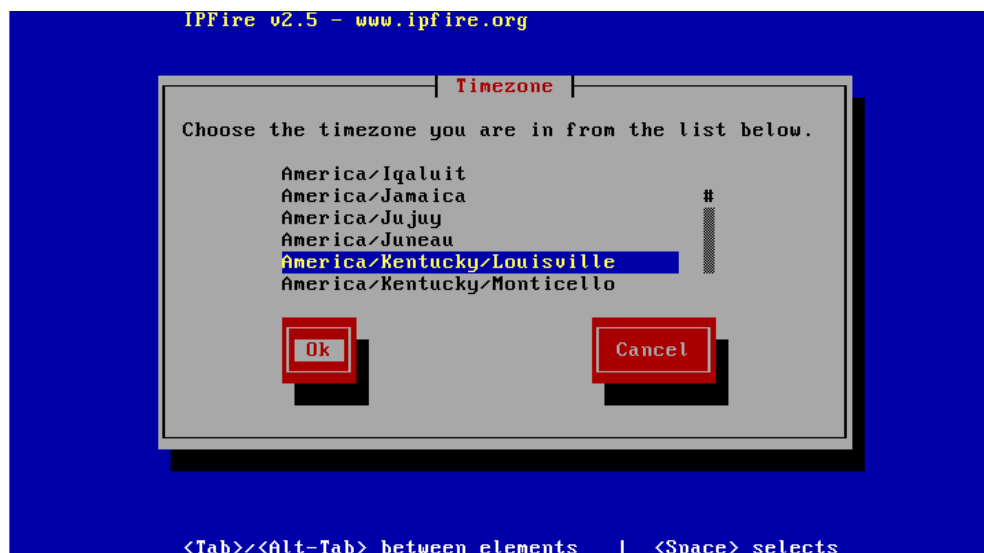 IPFire v2.5 - www.ipfire.org
Timezone
Choose the timezone you are in from the list below.
America/Iqaluit
America/Jamaica #
America/Jujuy
America/Juneau
America/Kentucky/Louisville
America/Kentucky/Monticello
Ok Cancel
<Tab>/<Alt-Tab> between elements | <Space> selects